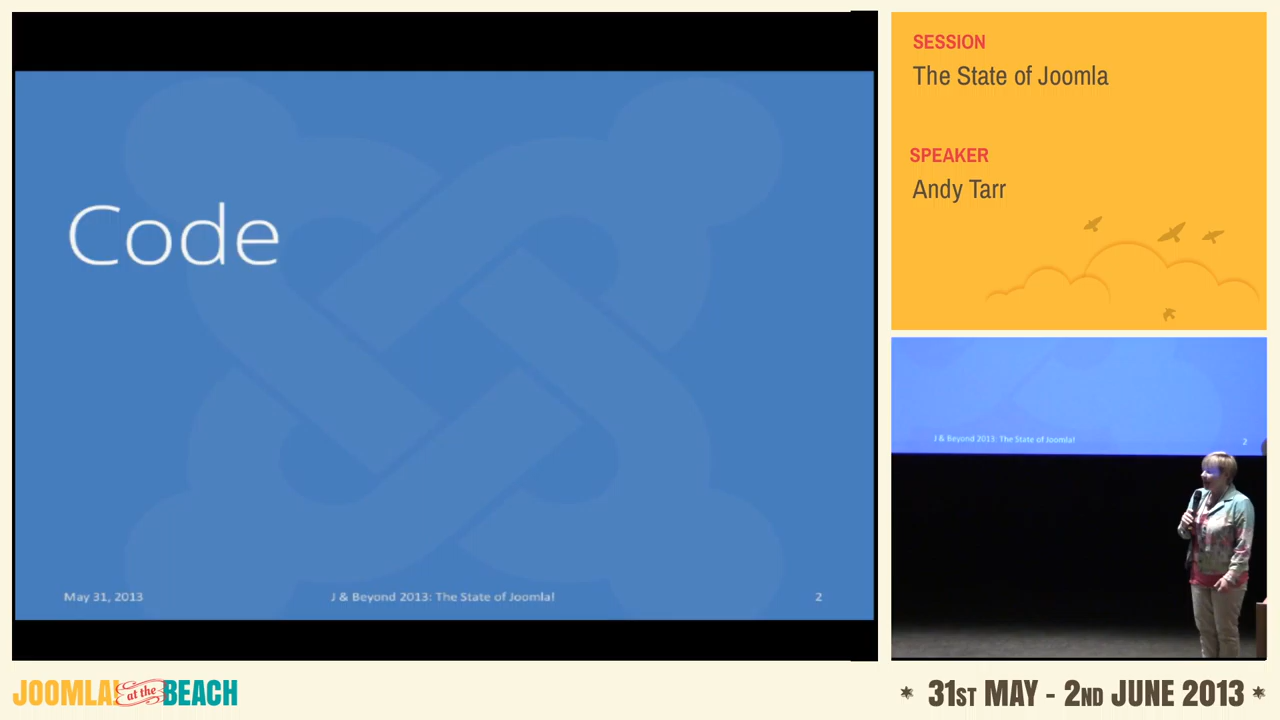 Code
May 31, 2013
J & Beyond 2013: The State of Joomla!
2
SESSION
The State of Joomla
SPEAKER
Andy Tarr
J & Beyond 2013: The State of Joomla!
2
JOOMLA! at the BEACH
* 31ST MAY - 2ND JUNE 2013 *